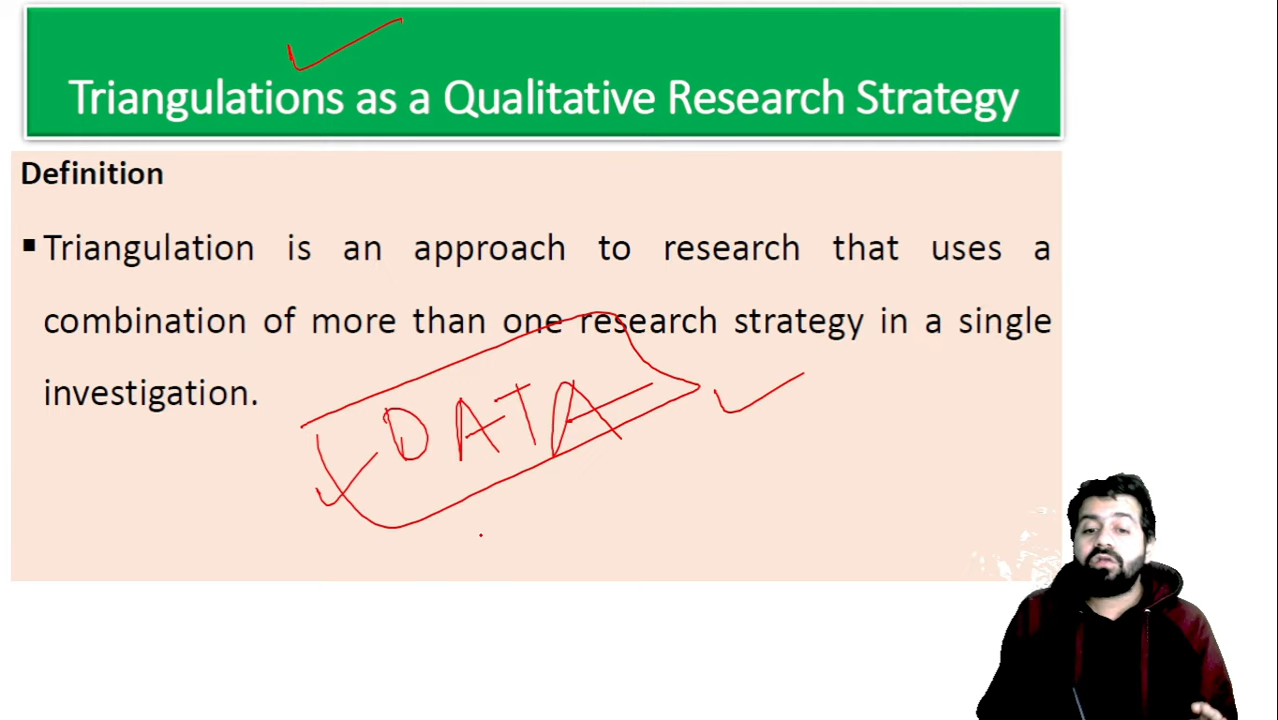 Triangulations as a Qualitative Research Strategy
Definition
▪ Triangulation is an approach to research that uses a
combination of more than one research strategy in a single
investigation.
DATA